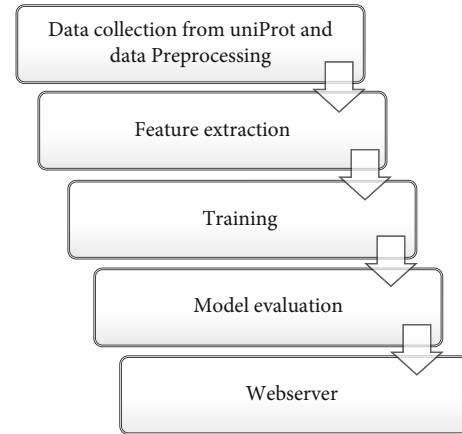 Data collection from uniProt and
data Preprocessing
Feature extraction
Training
Model evaluation
Webserver